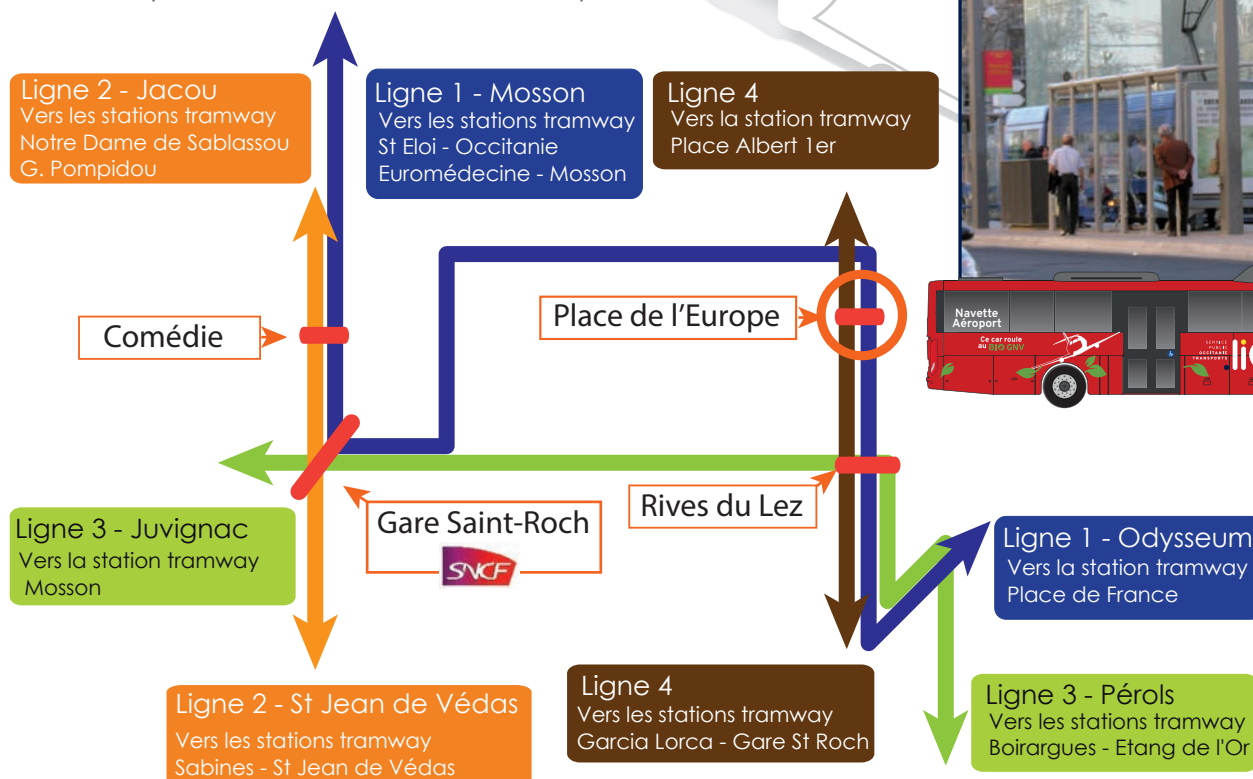 Ligne 2 - Jacou
Vers les stations tramway
Notre Dame de Sablassou
G. Pompidou
Ligne 1 - Mosson
Vers les stations tramway
St Eloi - Occitanie
Euromédecine - Mosson
Ligne 4
Vers la station tramway
Place Albert 1er
Comédie
Place de l'Europe
Navette
Aéroport
Ce car roule
au BIO GNV
SERVICE
PUBLIC
OCCITANIE
TRANSPORTS
Gare Saint-Roch
SNCF
Rives du Lez
Ligne 3 - Juvignac
Vers la station tramway
Mosson
Ligne 1 - Odysseum
Vers la station tramway
Place de France
Ligne 2 - St Jean de Védas
Vers les stations tramway
Sabines - St Jean de Védas
Ligne 4
Vers les stations tramway
Garcia Lorca - Gare St Roch
Ligne 3 - Pérols
Vers les stations tramway
Boirargues - Etang de l'Or